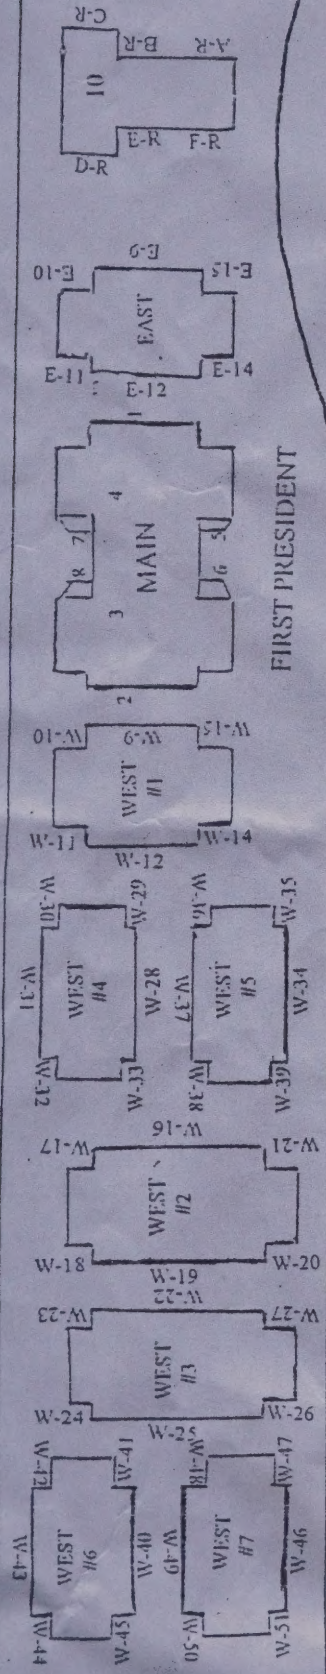 C-R
B-R
A-R
10
E-R
F-R
D-R
E-9
E-10
E-15
EAST
E-11
E-14
E-12
1
4
7
5
MAIN
8
6
3
2
FIRST PRESIDENT
W-10
W-9
W-15
WEST
#1
W-11
W-14
W-12
W-30
W-29
W-36
W-35
W-31
WEST
#4
W-28
W-37
WEST
#5
W-34
W-32
W-33
W-38
W-39
W-16
W-17
W-21
WEST
#2
W-18
W-20
W-19
W-22
W-23
W-27
WEST
#3
W-24
W-26
W-25
W-42
W-41
W-48
W-47
W-43
WEST
#6
W-40
W-49
WEST
#7
W-46
W-44
W-45
W-50
W-51